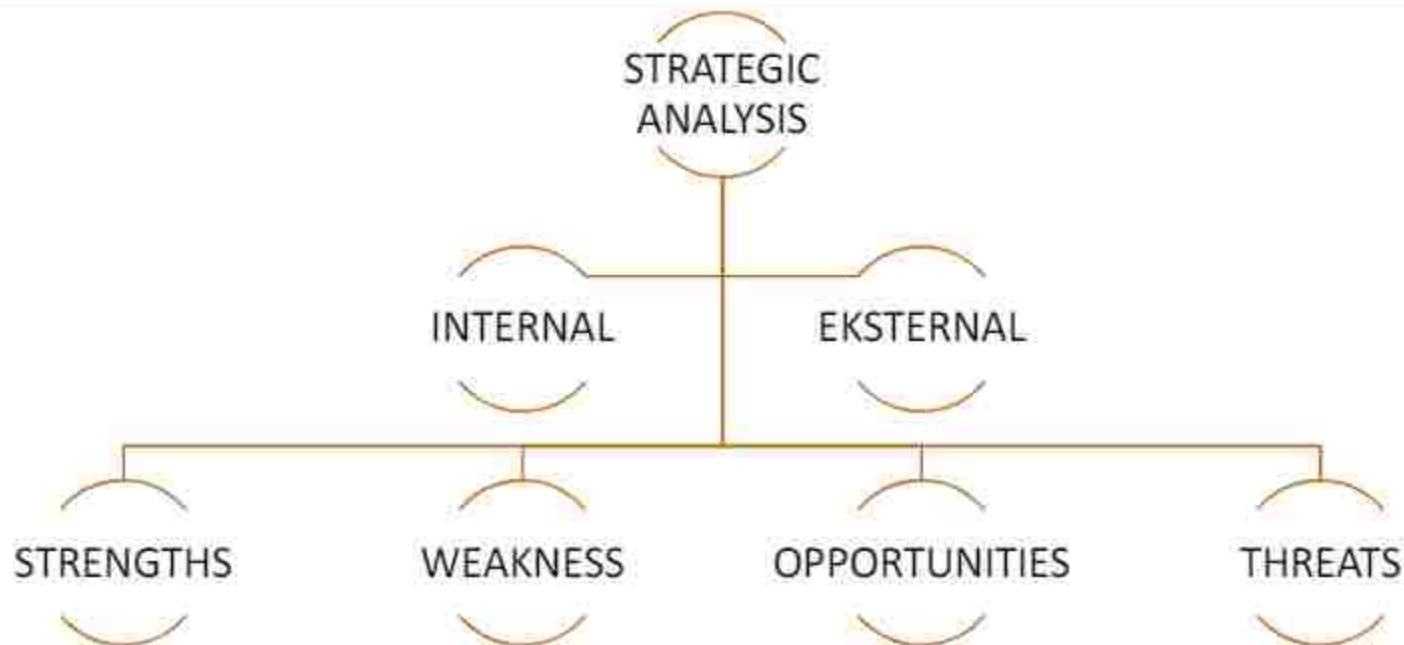 STRATEGIC
ANALYSIS
INTERNAL
EKSTERNAL
STRENGTHS
WEAKNESS
OPPORTUNITIES
THREATS